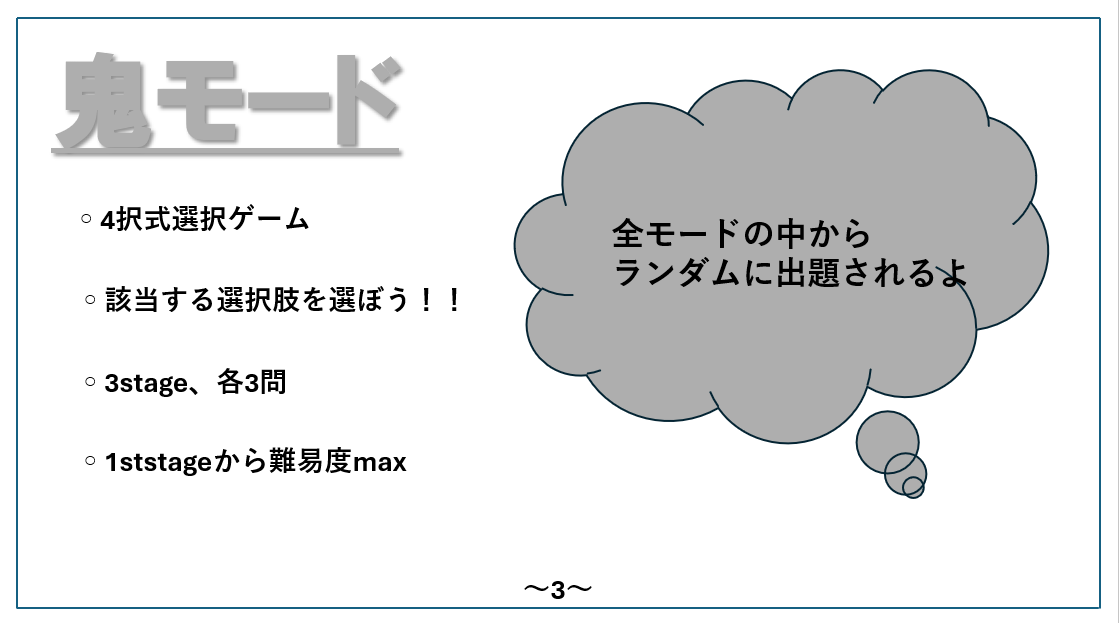 鬼モード
○ 4択式選択ゲーム
○ 該当する選択肢を選ぼう！！
○ 3stage、各3問
○ 1ststageから難易度max
全モードの中から
ランダムに出題されるよ
～3～